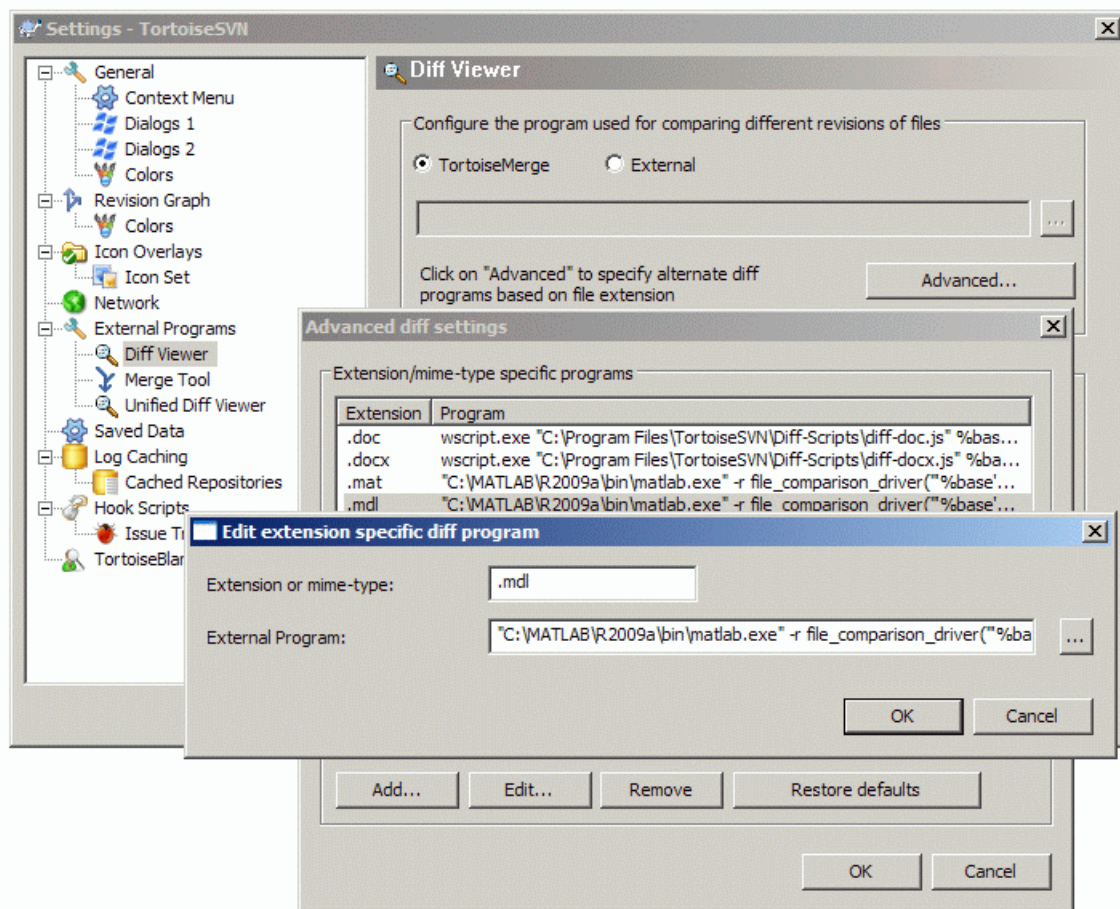 Settings - TortoiseSVN
General
Context Menu
Dialogs 1
Dialogs 2
Colors
Revision Graph
Colors
Icon Overlays
Icon Set
Network
External Programs
Diff Viewer
Merge Tool
Unified Diff Viewer
Saved Data
Log Caching
Cached Repositories
Hook Scripts
Issue Tr
TortoiseBlar
Diff Viewer
Configure the program used for comparing different revisions of files
TortoiseMerge External
...
Click on "Advanced" to specify alternate diff
programs based on file extension
Advanced...
Advanced diff settings
Extension/mime-type specific programs
Extension Program
.doc wscript.exe "C:\Program Files\TortoiseSVN\Diff-Scripts\diff-doc.js" %bas...
.docx wscript.exe "C:\Program Files\TortoiseSVN\Diff-Scripts\diff-docx.js" %ba...
.mat "C:\MATLAB\R2009a\bin\matlab.exe" -r file_comparison_driver("'%base'...
.mdl "C:\MATLAB\R2009a\bin\matlab.exe" -r file_comparison_driver("'%base'...
Edit extension specific diff program
Extension or mime-type: .mdl
External Program: "C:\MATLAB\R2009a\bin\matlab.exe" -r file_comparison_driver("'%ba ...
OK Cancel
Add... Edit... Remove Restore defaults
OK Cancel